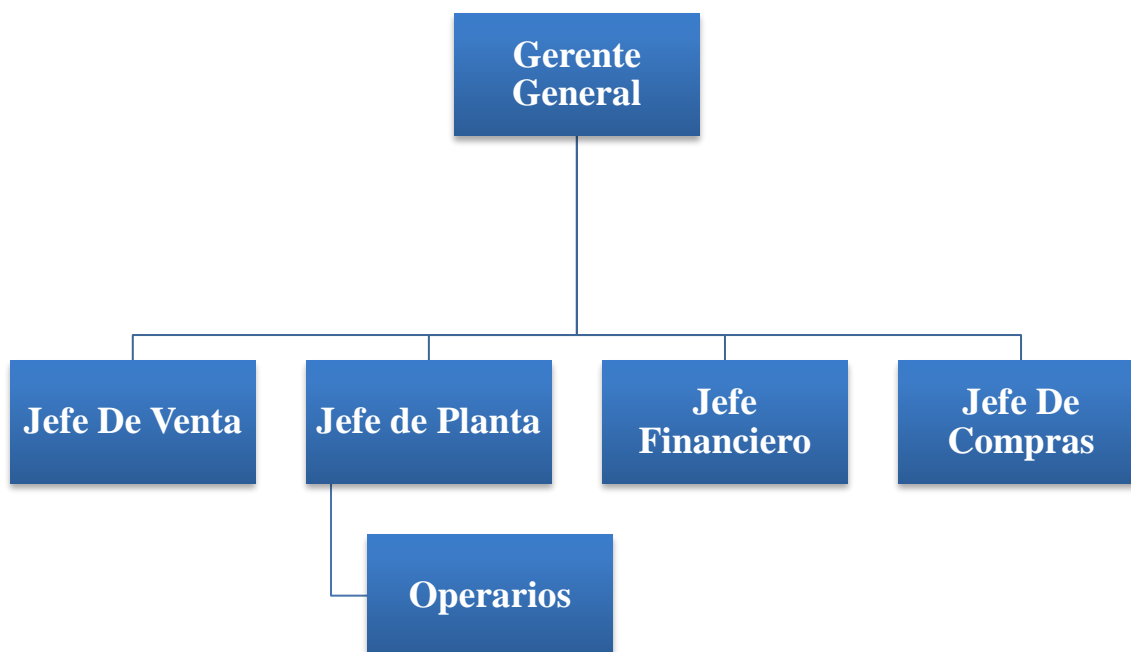 Gerente
General
Jefe De Venta
Jefe de Planta
Jefe
Financiero
Jefe De
Compras
Operarios